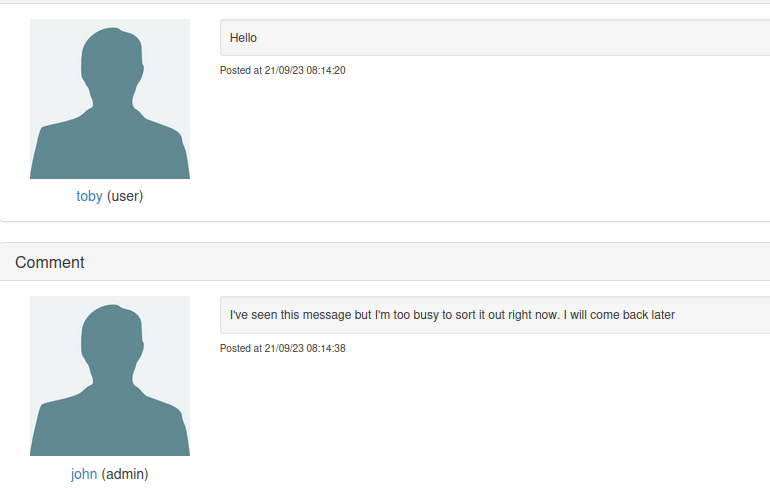 Hello
Posted at 21/09/23 08:14:20
toby (user)
Comment
I've seen this message but I'm too busy to sort it out right now. I will come back later
Posted at 21/09/23 08:14:38
john (admin)